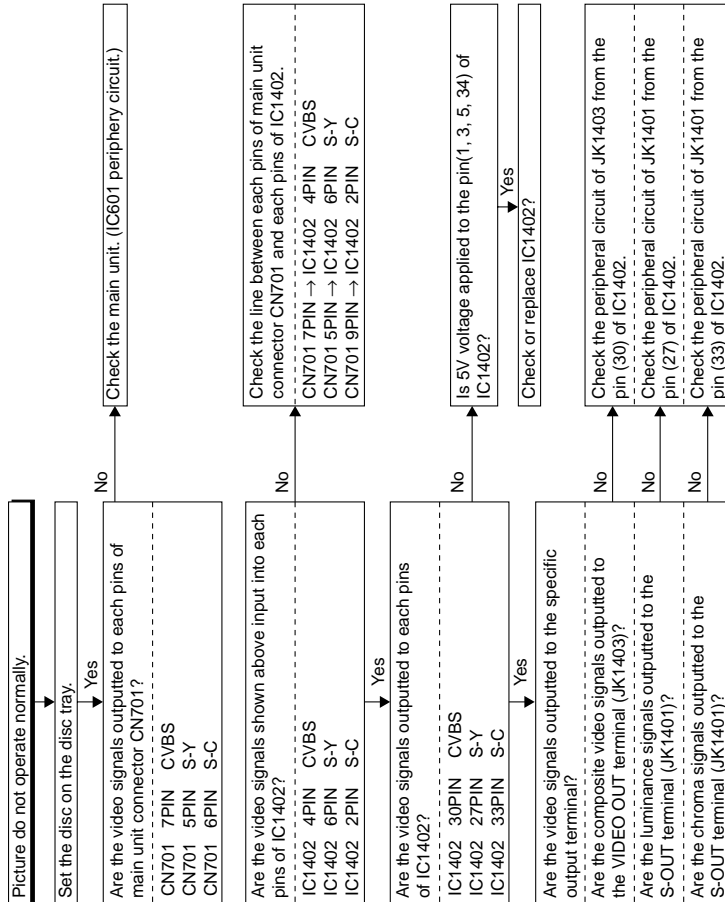 Picture do not operate normally.
Set the disc on the disc tray.
Yes
Are the video signals outputted to each pins of
main unit connector CN701?
CN701 7PIN CVBS
CN701 5PIN S-Y
CN701 6PIN S-C
No
Check the main unit. (IC601 periphery circuit.)
Are the video signals shown above input into each
pins of IC1402?
IC1402 4PIN CVBS
IC1402 6PIN S-Y
IC1402 2PIN S-C
No
Check the line between each pins of main unit
connector CN701 and each pins of IC1402.
CN701 7PIN → IC1402 4PIN CVBS
CN701 5PIN → IC1402 6PIN S-Y
CN701 9PIN → IC1402 2PIN S-C
Yes
Are the video signals outputted to each pins
of IC1402?
IC1402 30PIN CVBS
IC1402 27PIN S-Y
IC1402 33PIN S-C
No
Is 5V voltage applied to the pin(1, 3, 5, 34) of
IC1402?
Yes
Check or replace IC1402?
Yes
Are the video signals outputted to the specific
output terminal?
Are the composite video signals outputted to
the VIDEO OUT terminal (JK1403)?
No
Check the peripheral circuit of JK1403 from the
pin (30) of IC1402.
Are the luminance signals outputted to the
S-OUT terminal (JK1401)?
No
Check the peripheral circuit of JK1401 from the
pin (27) of IC1402.
Are the chroma signals outputted to the
S-OUT terminal (JK1401)?
No
Check the peripheral circuit of JK1401 from the
pin (33) of IC1402.